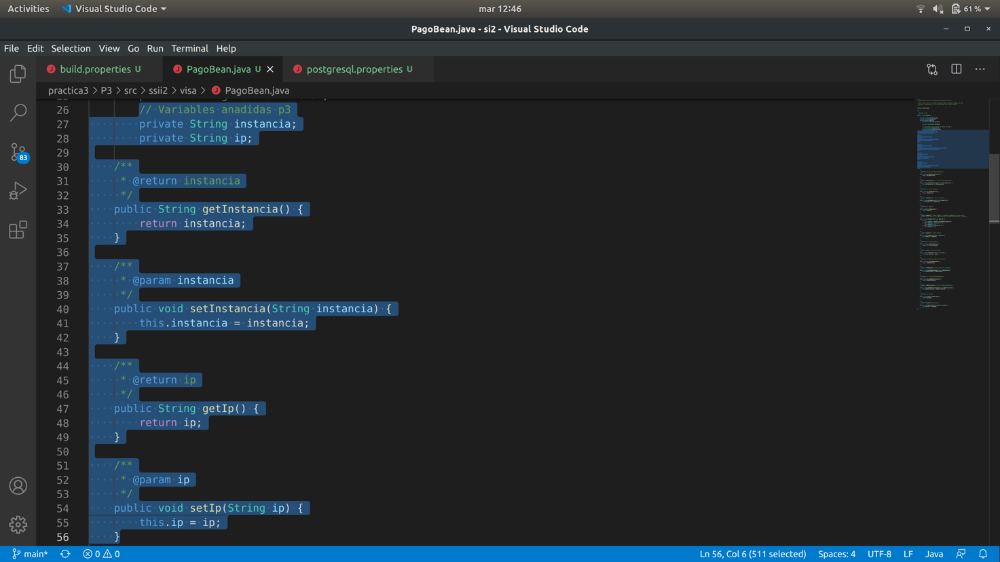 Activities Visual Studio Code mar 12:46 61 %
PagoBean.java - si2 - Visual Studio Code
File Edit Selection View Go Run Terminal Help
build.properties U PagoBean.java U postgresql.properties U
practica3 > P3 > src > ssii2 > visa > PagoBean.java
26 // Variables anadidas p3
27 private String instancia;
28 private String ip;
29
30 /**
31 * @return instancia
32 */
33 public String getInstancia() {
34 return instancia;
35 }
36
37 /**
38 * @param instancia
39 */
40 public void setInstancia(String instancia) {
41 this.instancia = instancia;
42 }
43
44 /**
45 * @return ip
46 */
47 public String getIp() {
48 return ip;
49 }
50
51 /**
52 * @param ip
53 */
54 public void setIp(String ip) {
55 this.ip = ip;
56 }
83
main* 0 0 Ln 56, Col 6 (511 selected) Spaces: 4 UTF-8 LF Java